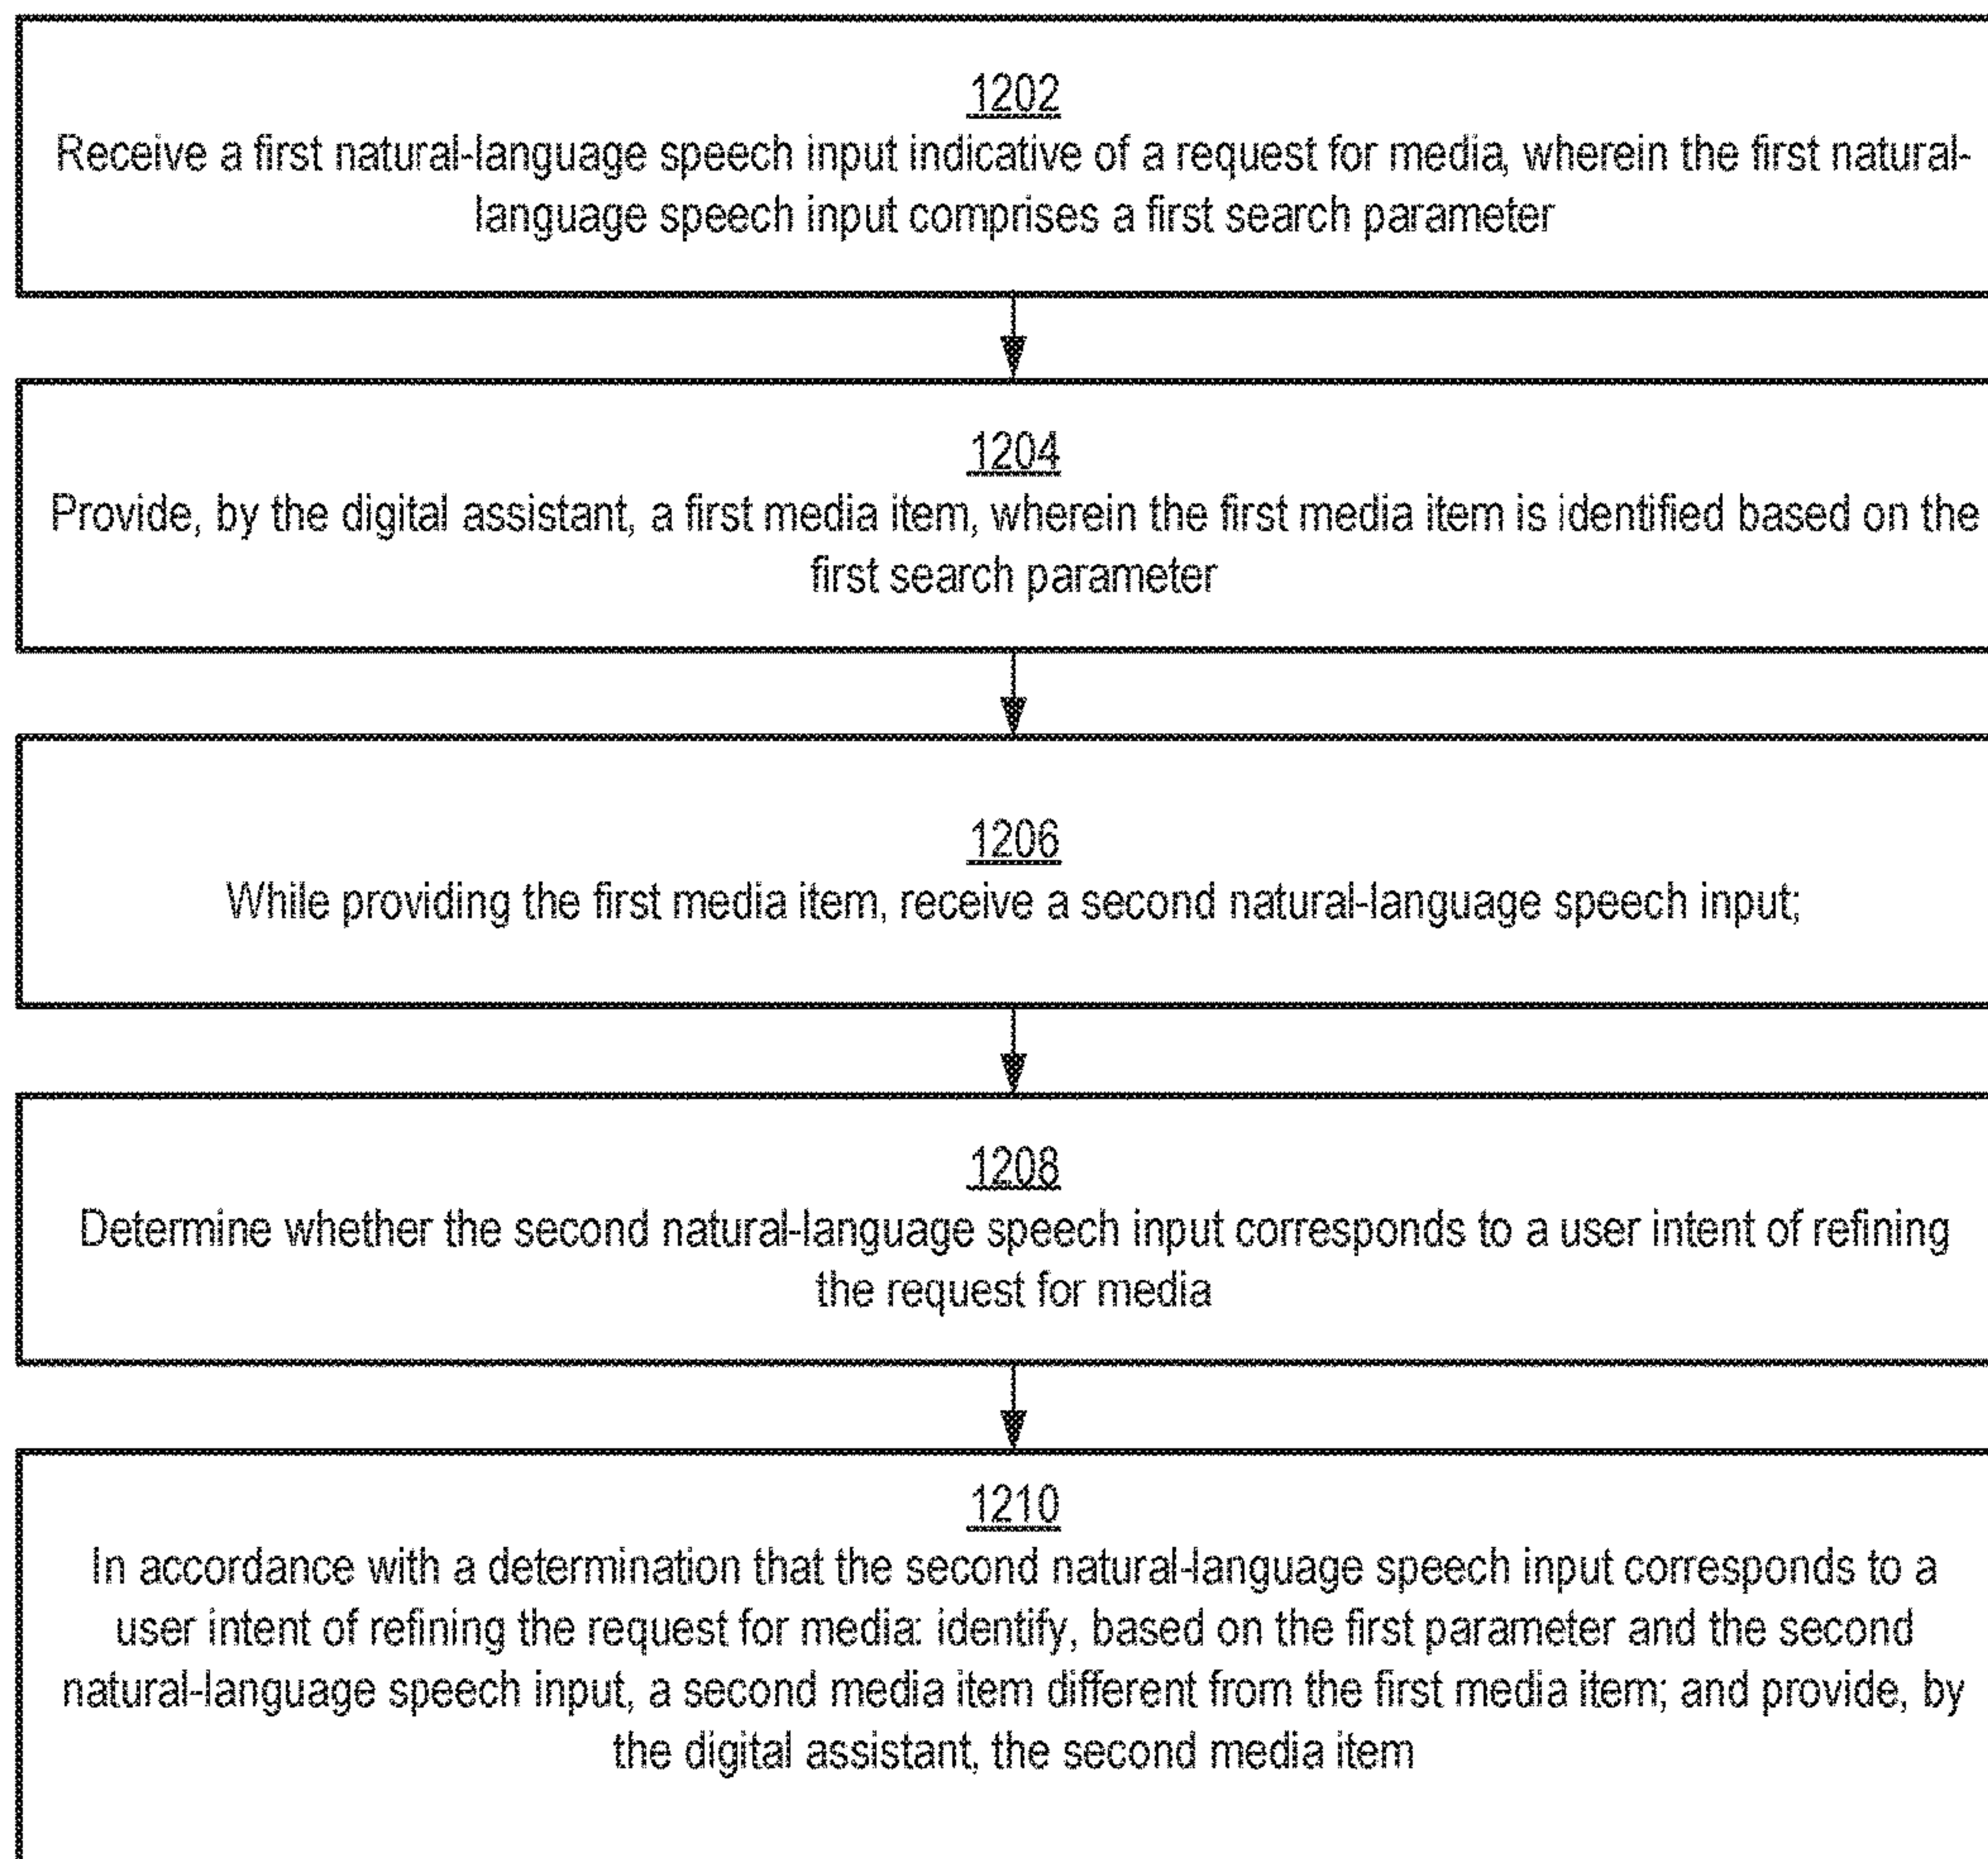 1202
Receive a first natural-language speech input indicative of a request for media, wherein the first natural-
language speech input comprises a first search parameter
1204
Provide, by the digital assistant, a first media item, wherein the first media item is identified based on the
first search parameter
1206
While providing the first media item, receive a second natural-language speech input;
1208
Determine whether the second natural-language speech input corresponds to a user intent of refining
the request for media
1210
In accordance with a determination that the second natural-language speech input corresponds to a
user intent of refining the request for media: identify, based on the first parameter and the second
natural-language speech input, a second media item different from the first media item; and provide, by
the digital assistant, the second media item